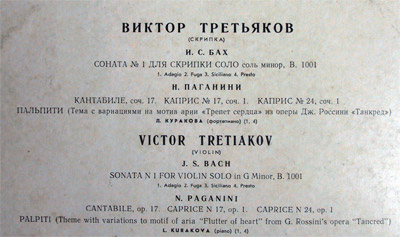 ВИКТОР ТРЕТЬЯКОВ
(СКРИПКА)
И. С. БАХ
СОНАТА № 1 ДЛЯ СКРИПКИ СОЛО соль минор, В. 1001
1. Adagio 2. Fuga 3. Siciliano 4. Presto
Н. ПАГАНИНИ
КАНТАБИЛЕ, соч. 17. КАПРИС № 17, соч. 1. КАПРИС № 24, соч. 1
ПАЛЬПИТИ (Тема с вариациями на мотив арии «Трепет сердца» из оперы Дж. Россини «Танкред»)
Л. КУРАКОВА (фортепиано) (1, 4)
VICTOR TRETIAKOV
(VIOLIN)
J. S. BACH
SONATA N 1 FOR VIOLIN SOLO in G Minor, B. 1001
1. Adagio 2. Fuga 3. Siciliano 4. Presto
N. PAGANINI
CANTABILE, op. 17. CAPRICE N 17, op. 1. CAPRICE N 24, op. 1
PALPITI (Theme with variations to motif of aria "Flutter of heart" from G. Rossini's opera "Tancred")
L. KURAKOVA (piano) (1, 4)